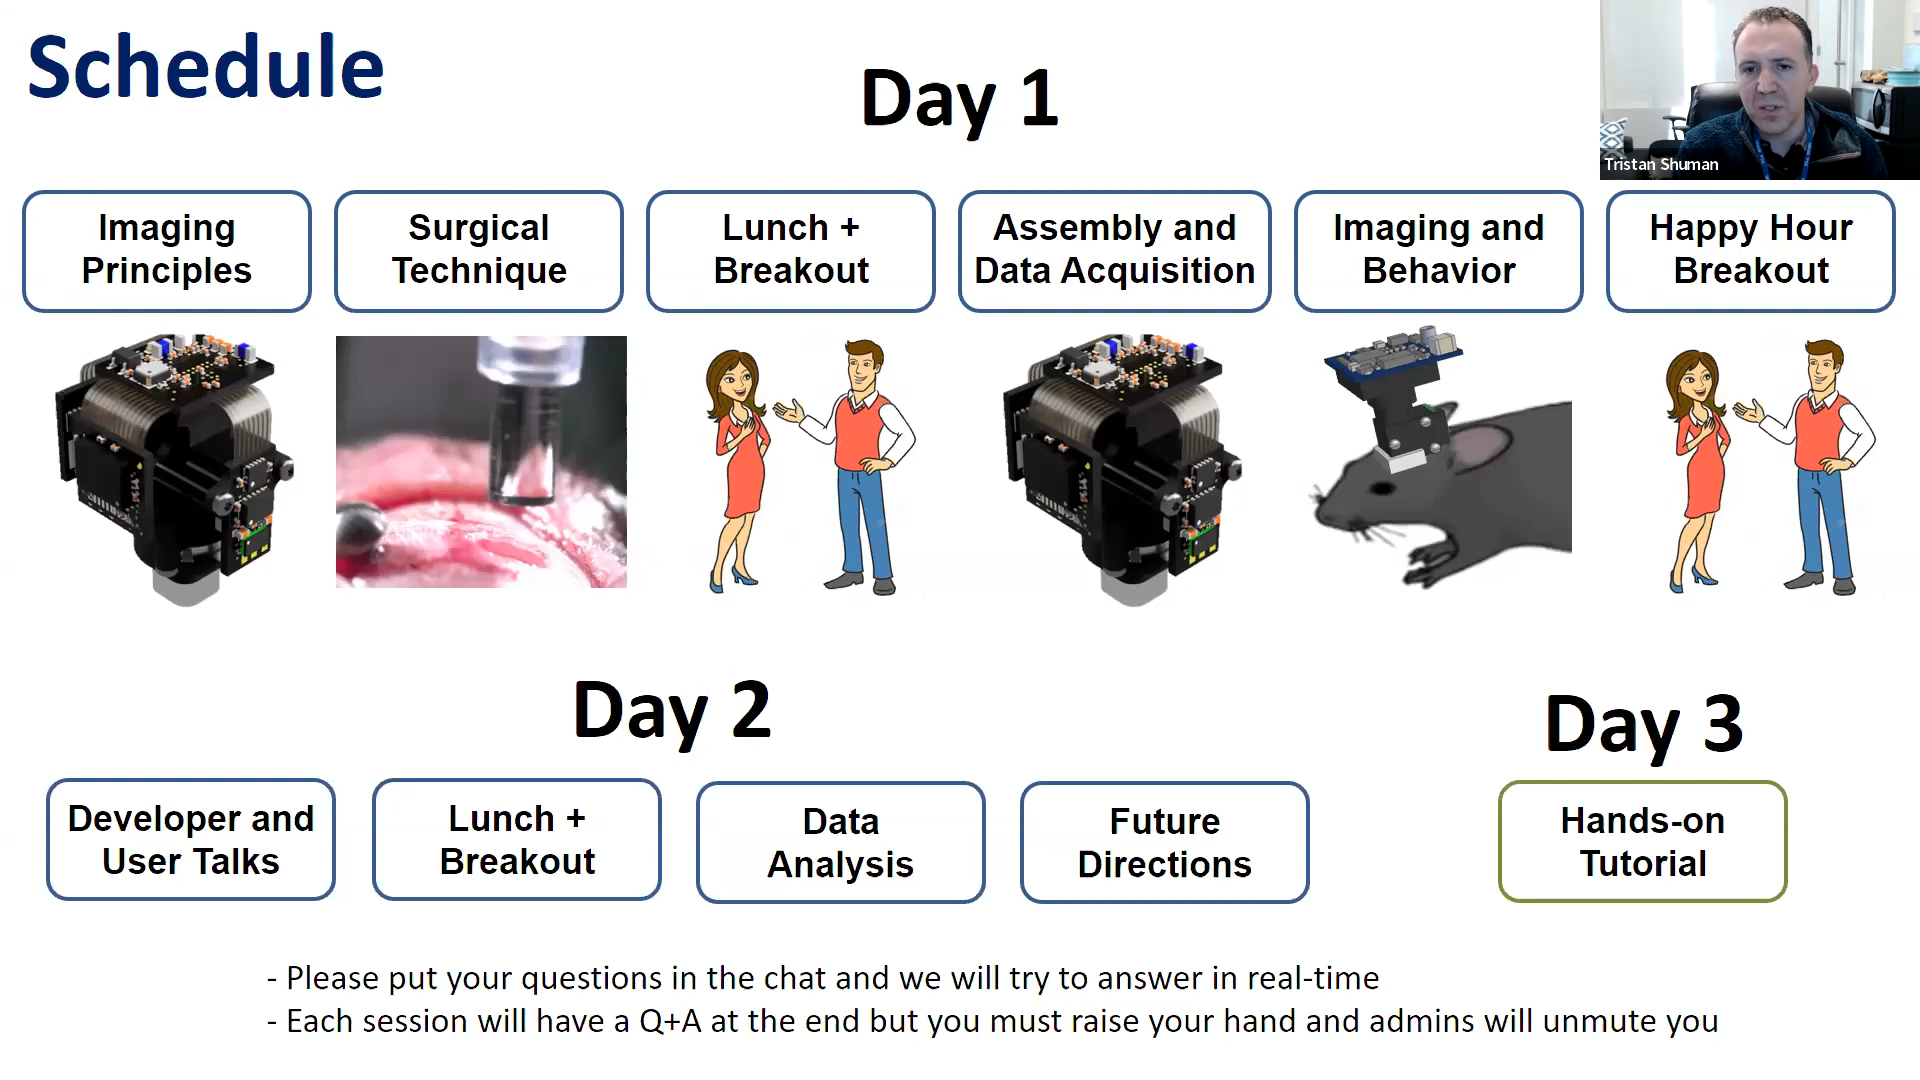 Schedule
Day 1
Tristan Shuman
Imaging
Principles
Surgical
Technique
Lunch +
Breakout
Assembly and
Data Acquisition
Imaging and
Behavior
Happy Hour
Breakout
Day 2
Day 3
Developer and
User Talks
Lunch +
Breakout
Data
Analysis
Future
Directions
Hands-on
Tutorial
- Please put your questions in the chat and we will try to answer in real-time
- Each session will have a Q+A at the end but you must raise your hand and admins will unmute you